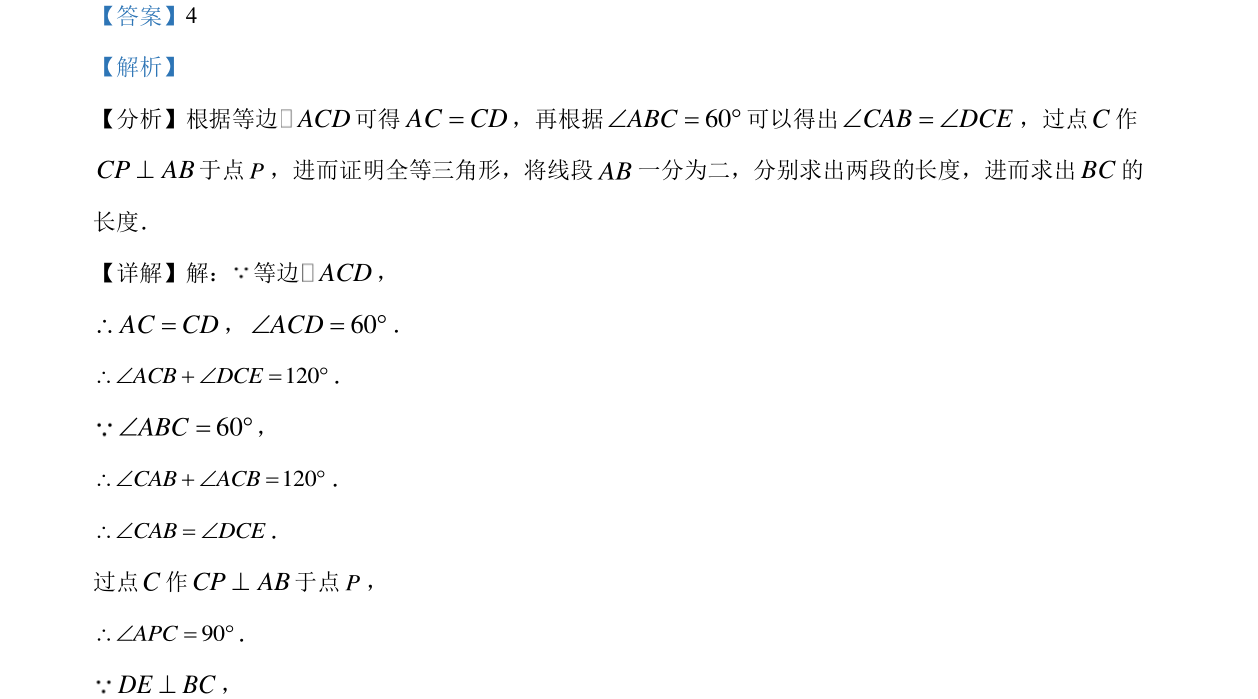 【答案】4
【解析】
【分析】根据等边□ACD可得AC=CD，再根据∠ABC=60°可以得出∠CAB=∠DCE，过点C作
CP⊥AB于点P，进而证明全等三角形，将线段AB一分为二，分别求出两段的长度，进而求出BC的
长度．
【详解】解：∵等边□ACD，
∴AC=CD，∠ACD=60°．
∴∠ACB+∠DCE=120°．
∵∠ABC=60°，
∴∠CAB+∠ACB=120°．
∴∠CAB=∠DCE．
过点C作CP⊥AB于点P，
∴∠APC=90°．
∵DE⊥BC，